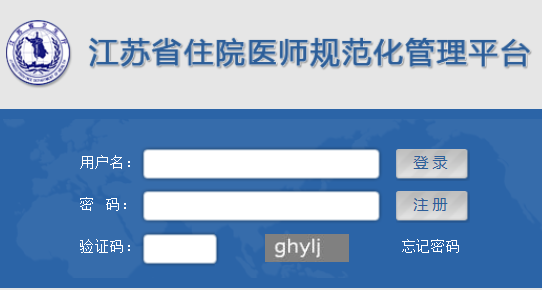 江苏省住院医师规范化管理平台
用户名： 登录
密 码： 注册
验证码： ghylj 忘记密码